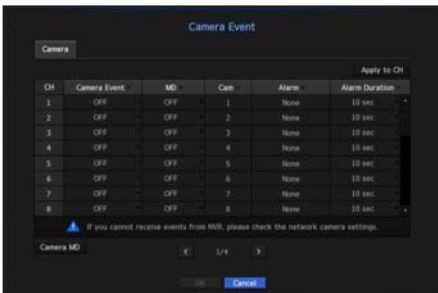 Camera Event
Camera
Apply to CH
CH Camera Event MD Cam Alarm Alarm Duration
1 OFF OFF 1 None 10 sec
2 OFF OFF 2 None 10 sec
3 OFF OFF 3 None 10 sec
4 OFF OFF 4 None 10 sec
5 OFF OFF 5 None 10 sec
6 OFF OFF 6 None 10 sec
7 OFF OFF 7 None 10 sec
8 OFF OFF 8 None 10 sec
If you cannot receive events from NVR, please check the network camera settings.
Camera MD < 1/4 >
OK Cancel